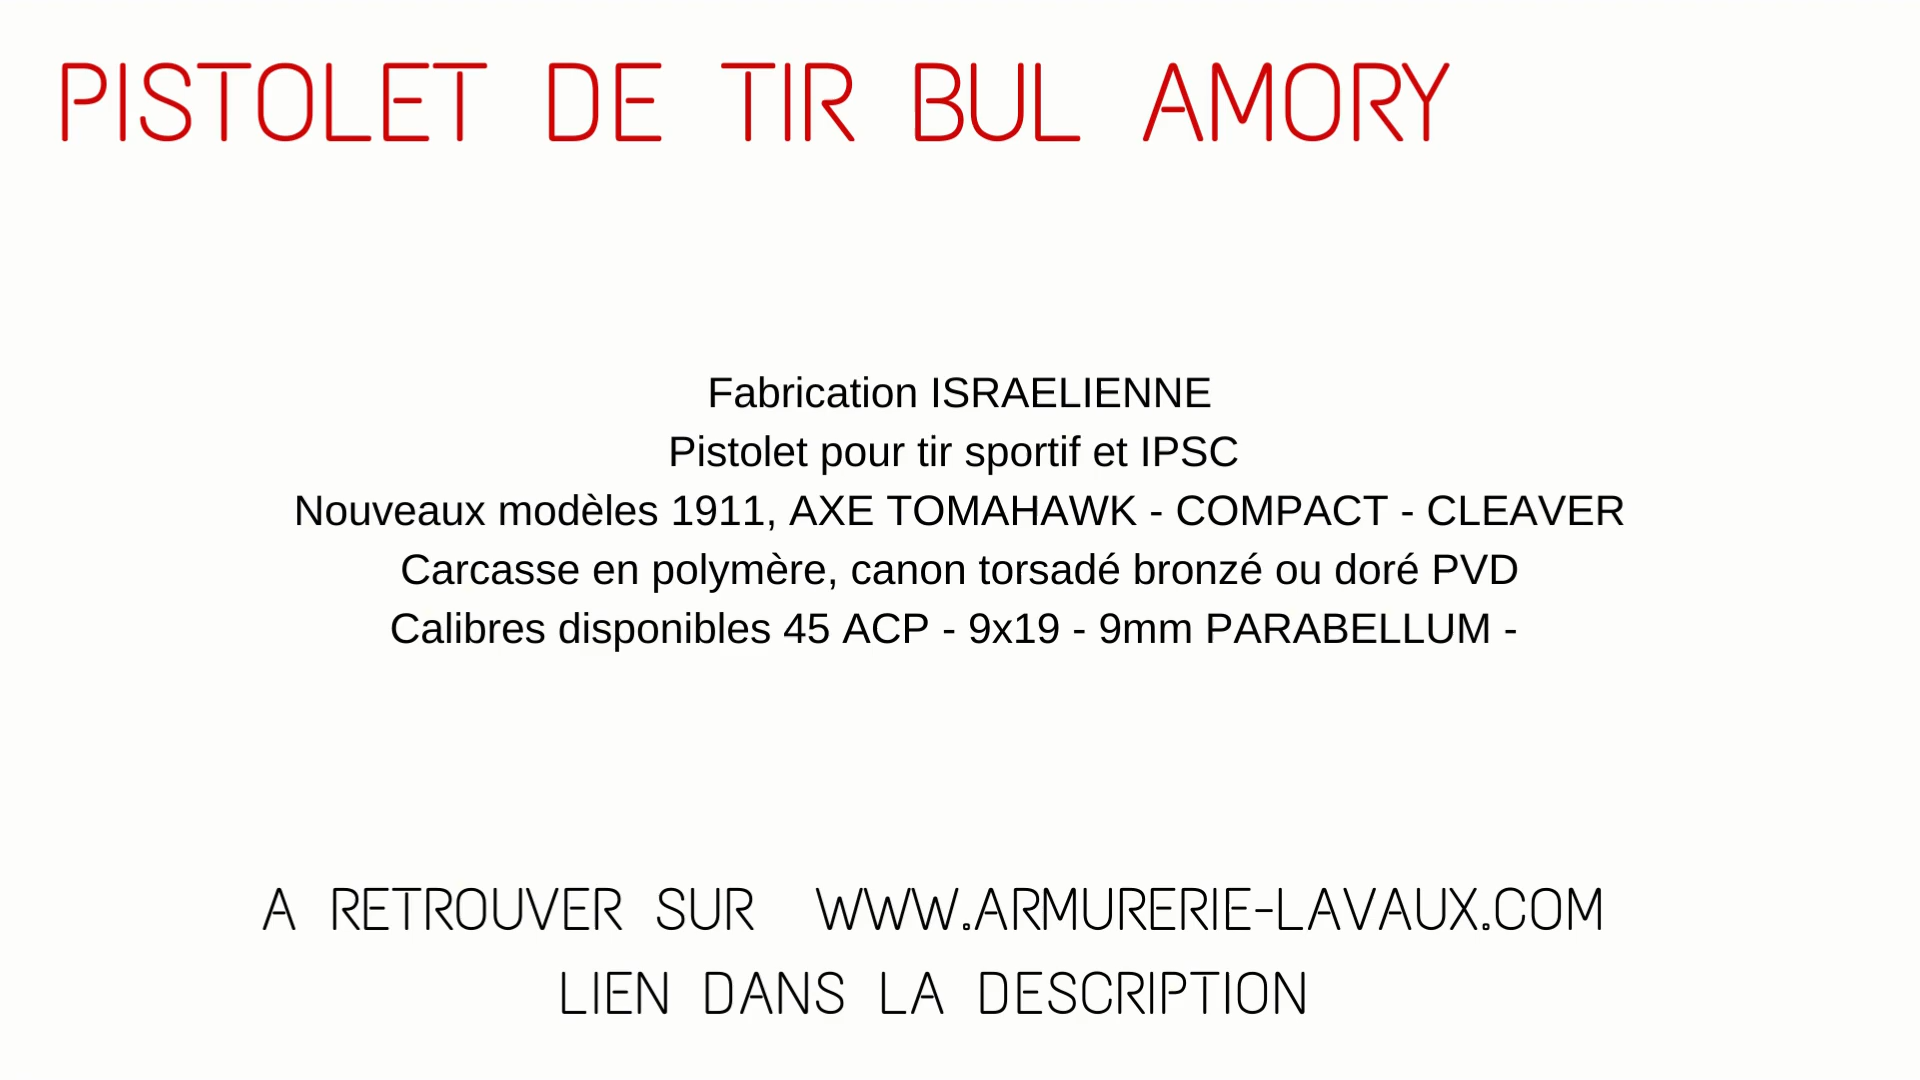 PISTOLET DE TIR BUL AMORY
Fabrication ISRAELIENNE
Pistolet pour tir sportif et IPSC
Nouveaux modèles 1911, AXE TOMAHAWK - COMPACT - CLEAVER
Carcasse en polymère, canon torsadé bronzé ou doré PVD
Calibres disponibles 45 ACP - 9x19 - 9mm PARABELLUM -
A RETROUVER SUR WWW.ARMURERIE-LAVAUX.COM
LIEN DANS LA DESCRIPTION